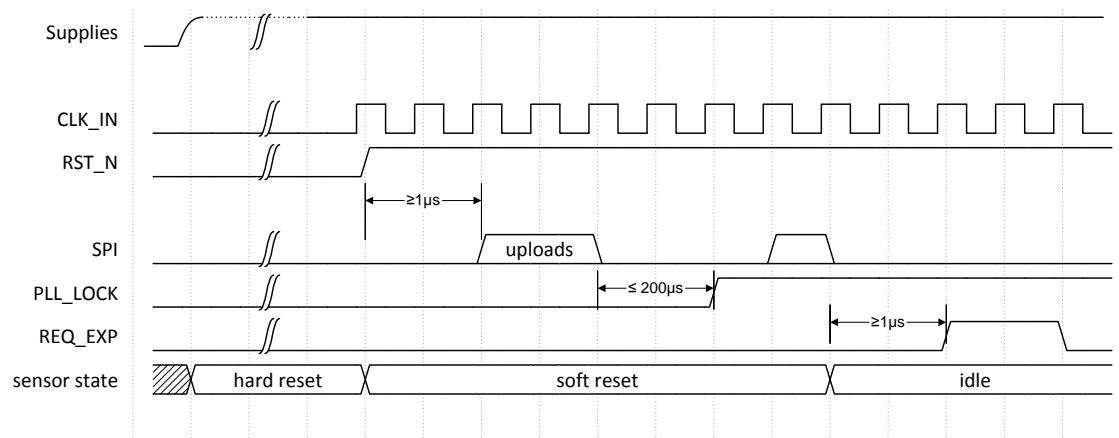 Supplies
CLK_IN
RST_N
≥1µs
SPI
uploads
PLL_LOCK
≤ 200µs
REQ_EXP
≥1µs
sensor state
hard reset
soft reset
idle